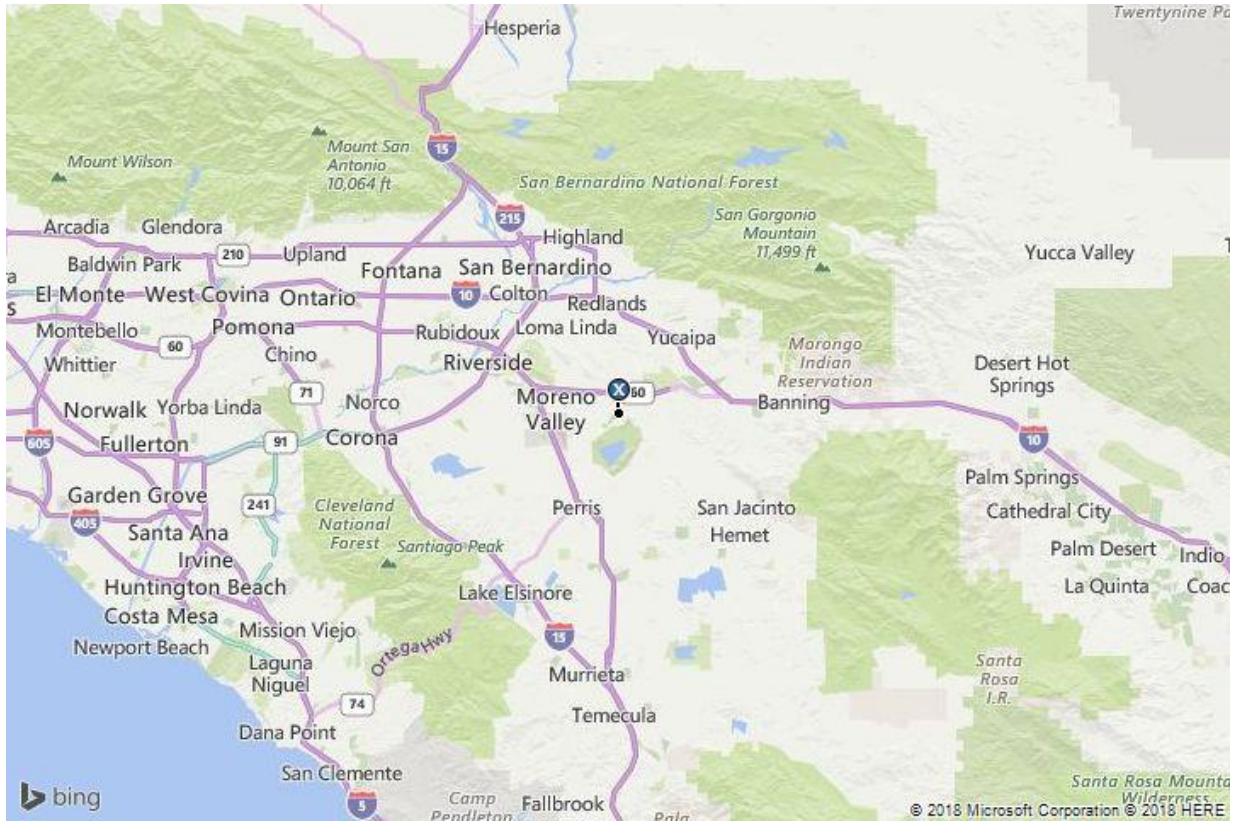 Twentynine Pa
Hesperia
15
Mount San
Antonio
10,064 ft
Mount Wilson
San Bernardino National Forest
215
San Gorgonio
Mountain
11,499 ft
Arcadia
Glendora
Highland
210
Upland
Yucca Valley
Baldwin Park
Fontana
San Bernardino
El Monte
West Covina
Ontario
10
Colton
Redlands
Montebello
Pomona
Rubidoux
Loma Linda
Yucaipa
60
Chino
Whittier
Riverside
Morongo
Indian
Reservation
Desert Hot
Springs
71
Norco
Moreno
Valley
X
60
Banning
Norwalk
Yorba Linda
605
Fullerton
91
Corona
10
Garden Grove
241
Cleveland
National
Forest
Perris
San Jacinto
Hemet
Palm Springs
Cathedral City
405
Santa Ana
Santiago Peak
Palm Desert
Indio
Irvine
Huntington Beach
Lake Elsinore
La Quinta
Coac
Costa Mesa
Mission Viejo
Newport Beach
Ortega Hwy
15
Laguna
Niguel
Murrieta
Santa
Rosa
I.R.
74
Temecula
Dana Point
San Clemente
5
Camp
Pendleton
Fallbrook
Pala
Santa Rosa Mounta
Wilderness
bing
© 2018 Microsoft Corporation © 2018 HERE